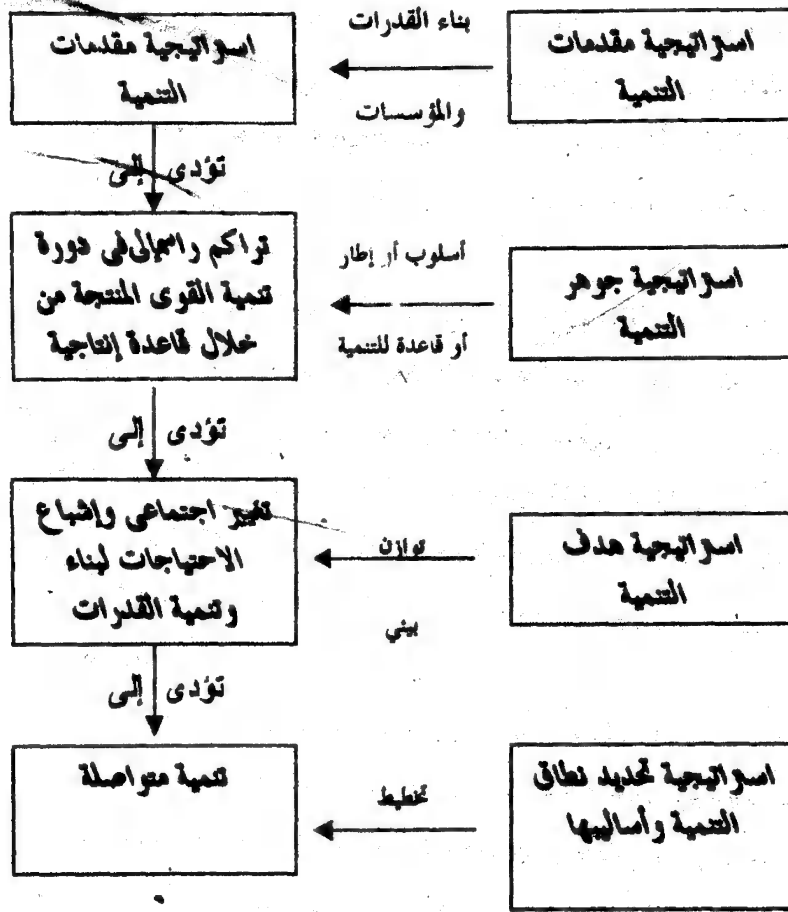 استراتيجية مقدمات
التنمية
بناء القدرات
والمؤسسات
استراتيجية مقدمات
التنمية
تؤدى إلى
استراتيجية جوهر
التنمية
أسلوب أو إطار
أو قاعدة للتنمية
تراكم راسمالى فى دورة
تنمية القوى المنتجة من
خلال قاعدة إنتاجية
تؤدى إلى
استراتيجية هدف
التنمية
توازن
بيئي
تغيير اجتماعى وإشباع
الاحتياجات لبناء
وتنمية القدرات
تؤدى إلى
استراتيجية تحديد نطاق
التنمية وأساليبها
تخطيط
تنمية متواصلة